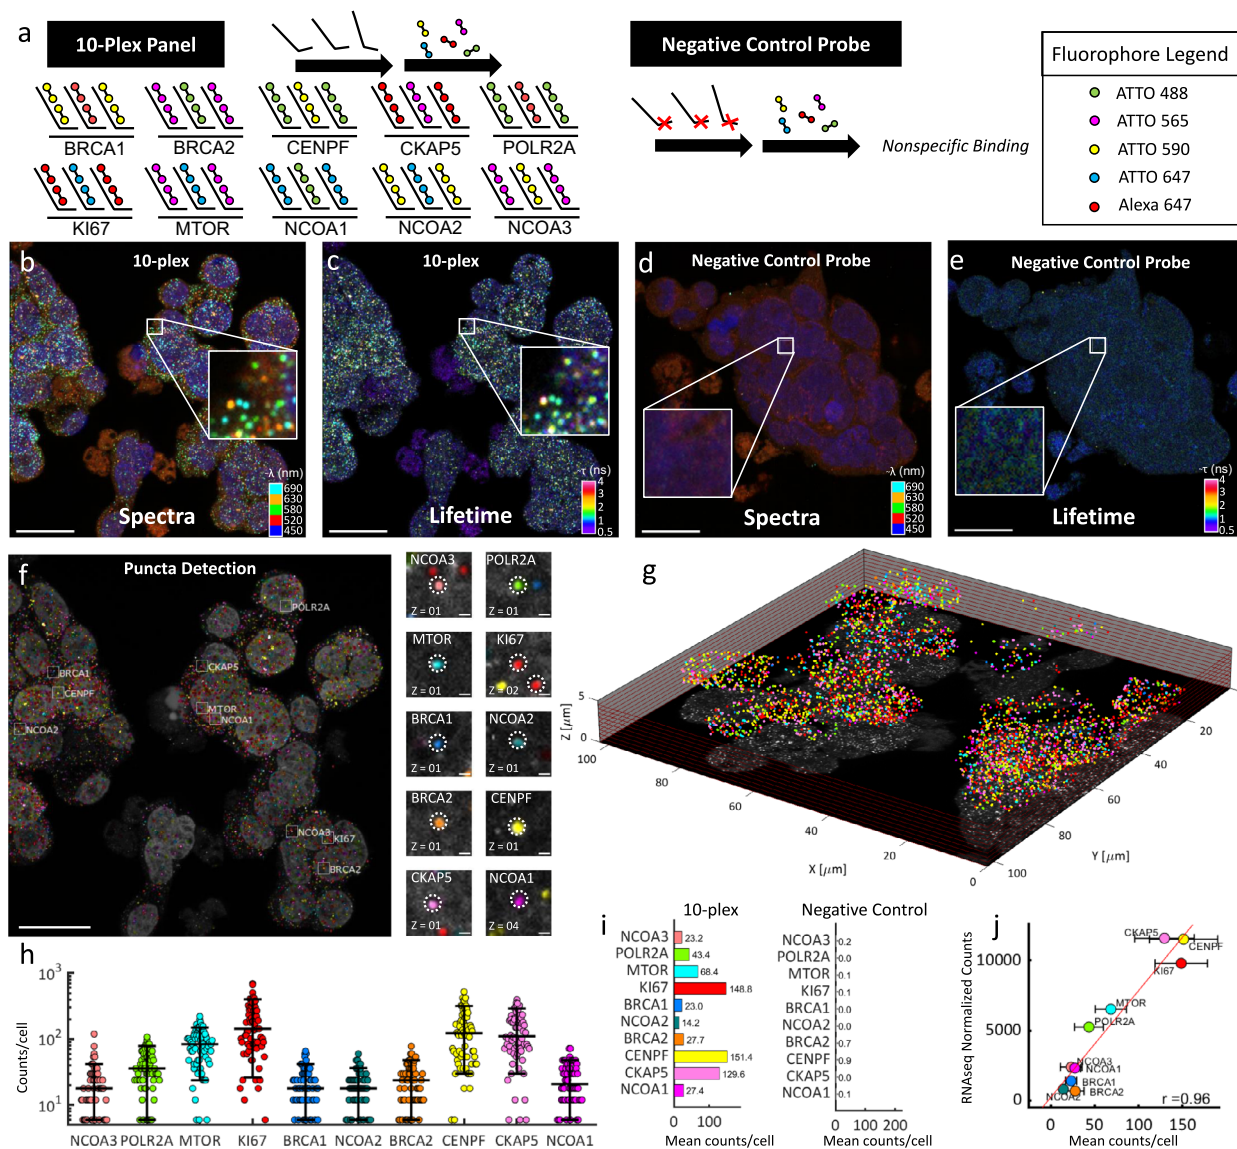 a
10-Plex Panel
Negative Control Probe
Fluorophore Legend
ATTO 488
ATTO 565
ATTO 590
ATTO 647
Alexa 647
Nonspecific Binding
BRCA1 BRCA2 CENPF CKAP5 POLR2A
KI67 MTOR NCOA1 NCOA2 NCOA3
b 10-plex
~λ (nm)
690
630
580
520
450
Spectra
c 10-plex
~τ (ns)
4
3
2
1
0.5
Lifetime
d Negative Control Probe
~λ (nm)
690
630
580
520
450
Spectra
e Negative Control Probe
~τ (ns)
4
3
2
1
0.5
Lifetime
f Puncta Detection
POLR2A
CKAP5
BRCA1
CENPF
MTOR
NCOA1
NCOA2
NCOA3
KI67
BRCA2
NCOA3 POLR2A
Z = 01 Z = 01
MTOR KI67
Z = 01 Z = 02
BRCA1 NCOA2
Z = 01 Z = 01
BRCA2 CENPF
Z = 01 Z = 01
CKAP5 NCOA1
Z = 01 Z = 04
g
Z [μm]
5
0
100
80
60
40
20
0
X [μm]
20
40
60
80
100
Y [μm]
h
Counts/cell
10³
10²
10¹
NCOA3 POLR2A MTOR KI67 BRCA1 NCOA2 BRCA2 CENPF CKAP5 NCOA1
i
10-plex
NCOA3 23.2
POLR2A 43.4
MTOR 68.4
KI67 148.8
BRCA1 23.0
NCOA2 14.2
BRCA2 27.7
CENPF 151.4
CKAP5 129.6
NCOA1 27.4
0 100
Mean counts/cell
Negative Control
NCOA3 0.2
POLR2A 0.0
MTOR 0.1
KI67 0.1
BRCA1 0.0
NCOA2 0.0
BRCA2 0.7
CENPF 0.9
CKAP5 0.0
NCOA1 0.1
0 100 200
Mean counts/cell
j
RNAseq Normalized Counts
10000
5000
0
CKAP5
CENPF
KI67
MTOR
POLR2A
NCOA3
NCOA1
BRCA1
NCOA2 BRCA2
r =0.96
0 50 100 150
Mean counts/cell